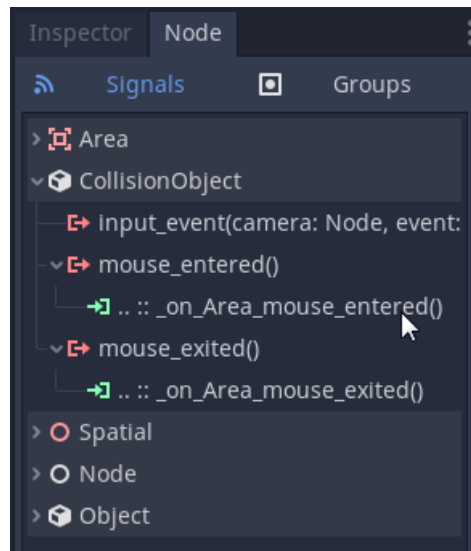 Inspector Node
Signals Groups
Area
CollisionObject
input_event(camera: Node, event:
mouse_entered()
.. :: _on_Area_mouse_entered()
mouse_exited()
.. :: _on_Area_mouse_exited()
Spatial
Node
Object